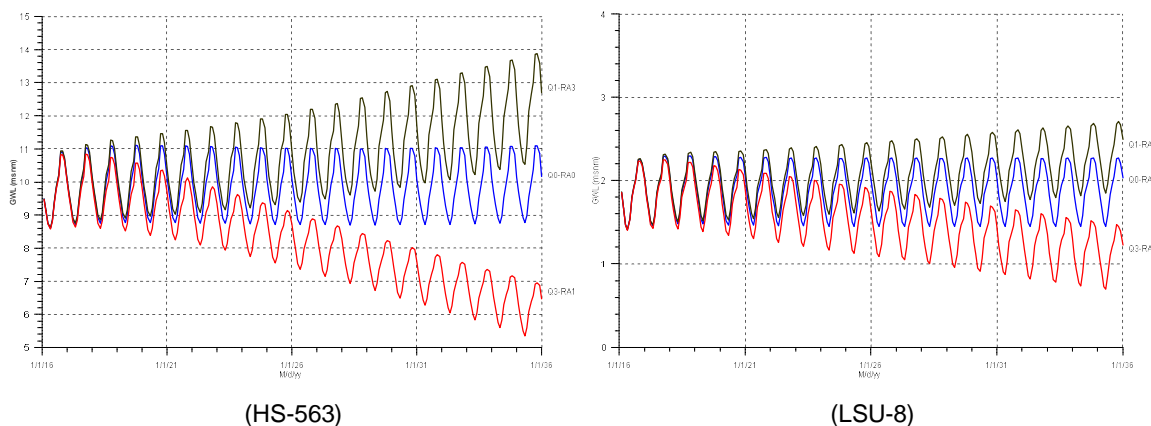 15
14
13
12
11
10
9
8
7
6
5
GWL (msnm)
1/1/16
1/1/21
1/1/26
1/1/31
1/1/36
M/d/yy
Q1-RA3
Q0-RA0
Q3-RA1
(HS-563)
4
3
2
1
0
GWL (msnm)
1/1/16
1/1/21
1/1/26
1/1/31
1/1/36
M/d/yy
Q1-RA
Q0-RA
Q3-RA
(LSU-8)